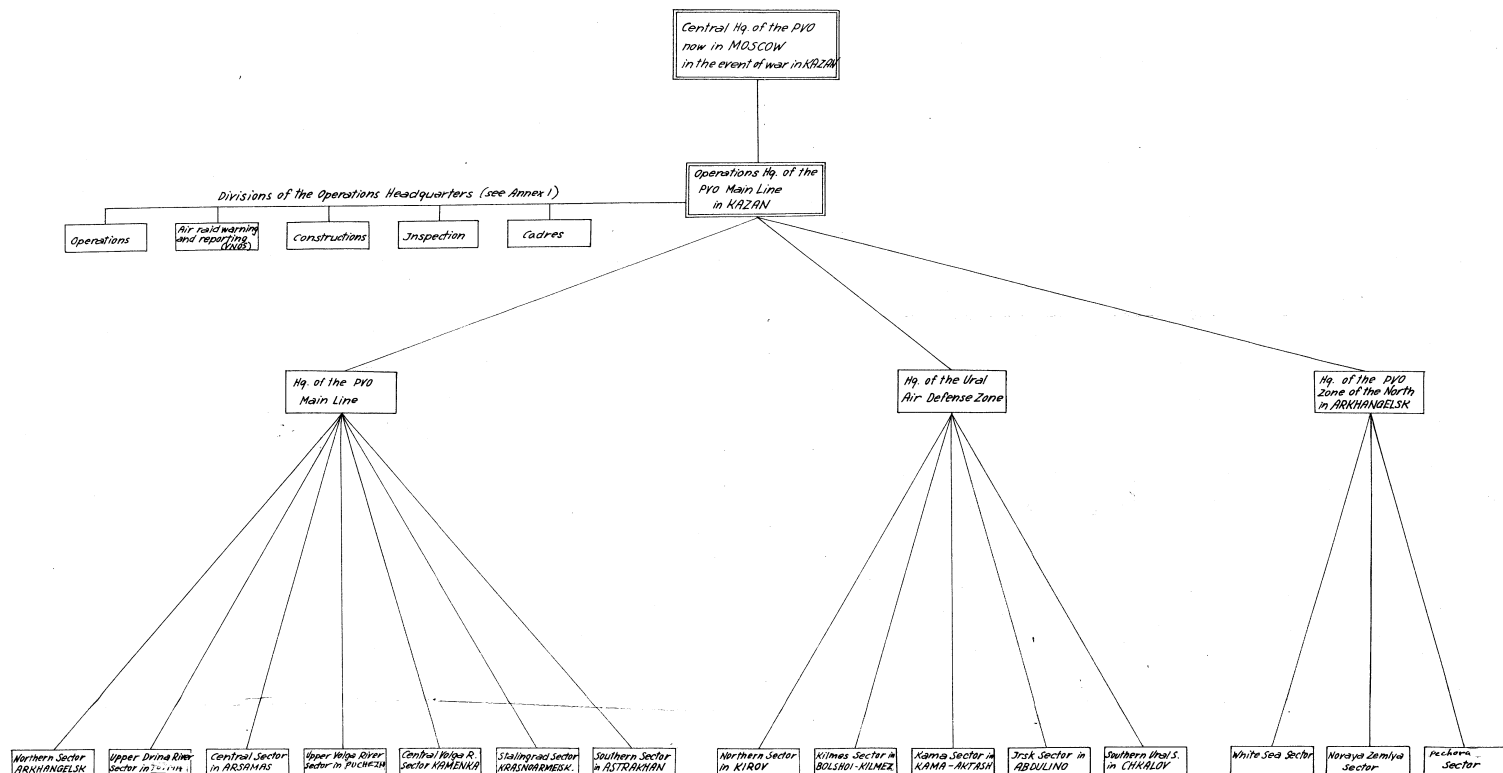 Central Hq. of the PVO
now in MOSCOW
in the event of war in KAZAN
Operations Hq. of the
PVO Main Line
in KAZAN
Divisions of the Operations Headquarters (see Annex 1)
Operations
Air raid warning
and reporting
(VNOS)
Constructions
Jnspection
Cadres
Hq. of the PVO
Main Line
Hq. of the Ural
Air Defense Zone
Hq. of the PVO
Zone of the North
in ARKHANGELSK
Northern Sector
ARKHANGELSK
Upper Dvina River
Sector in
Central Sector
in ARSAMAS
Upper Volga River
Sector in PUCHEZH
Central Volga R.
Sector KAMENKA
Stalingrad Sector
KRASNOARMEISK.
Southern Sector
in ASTRAKHAN
Northern Sector
in KIROV
Kilmes Sector in
BOLSHOI-KILMEZ
Kama Sector in
KAMA-AKTASH
Jrsk Sector in
ABDULINO
Southern Ural S.
in CHKALOV
White Sea Sector
Novaya Zemlya
Sector
Pechora
Sector